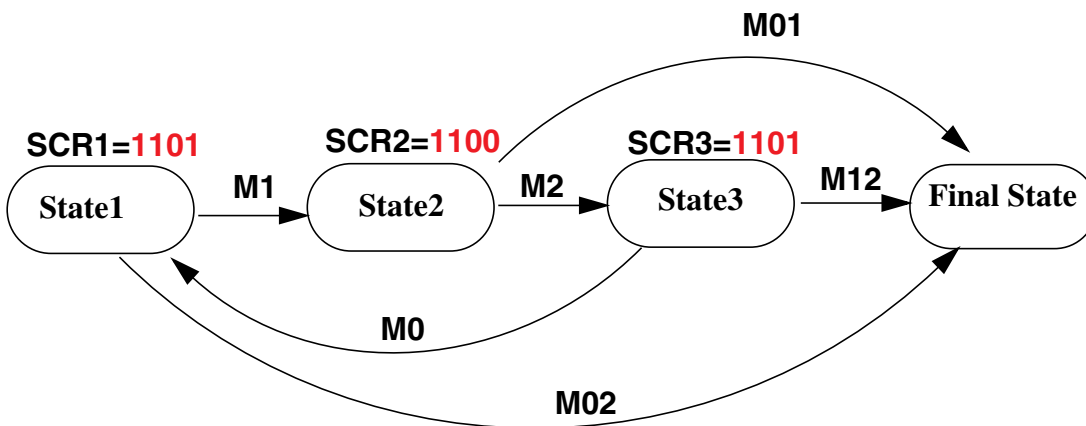 M01
SCR1=1101
SCR2=1100
SCR3=1101
State1
M1
State2
M2
State3
M12
Final State
M0
M02